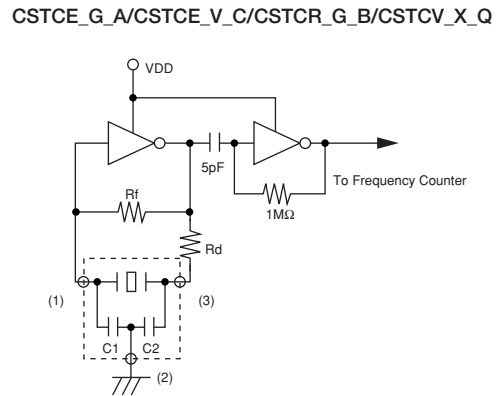 CSTCE_G_A/CSTCE_V_C/CSTCR_G_B/CSTCV_X_Q
VDD
5pF
To Frequency Counter
Rf
1MΩ
Rd
(1)
(3)
C1
C2
(2)